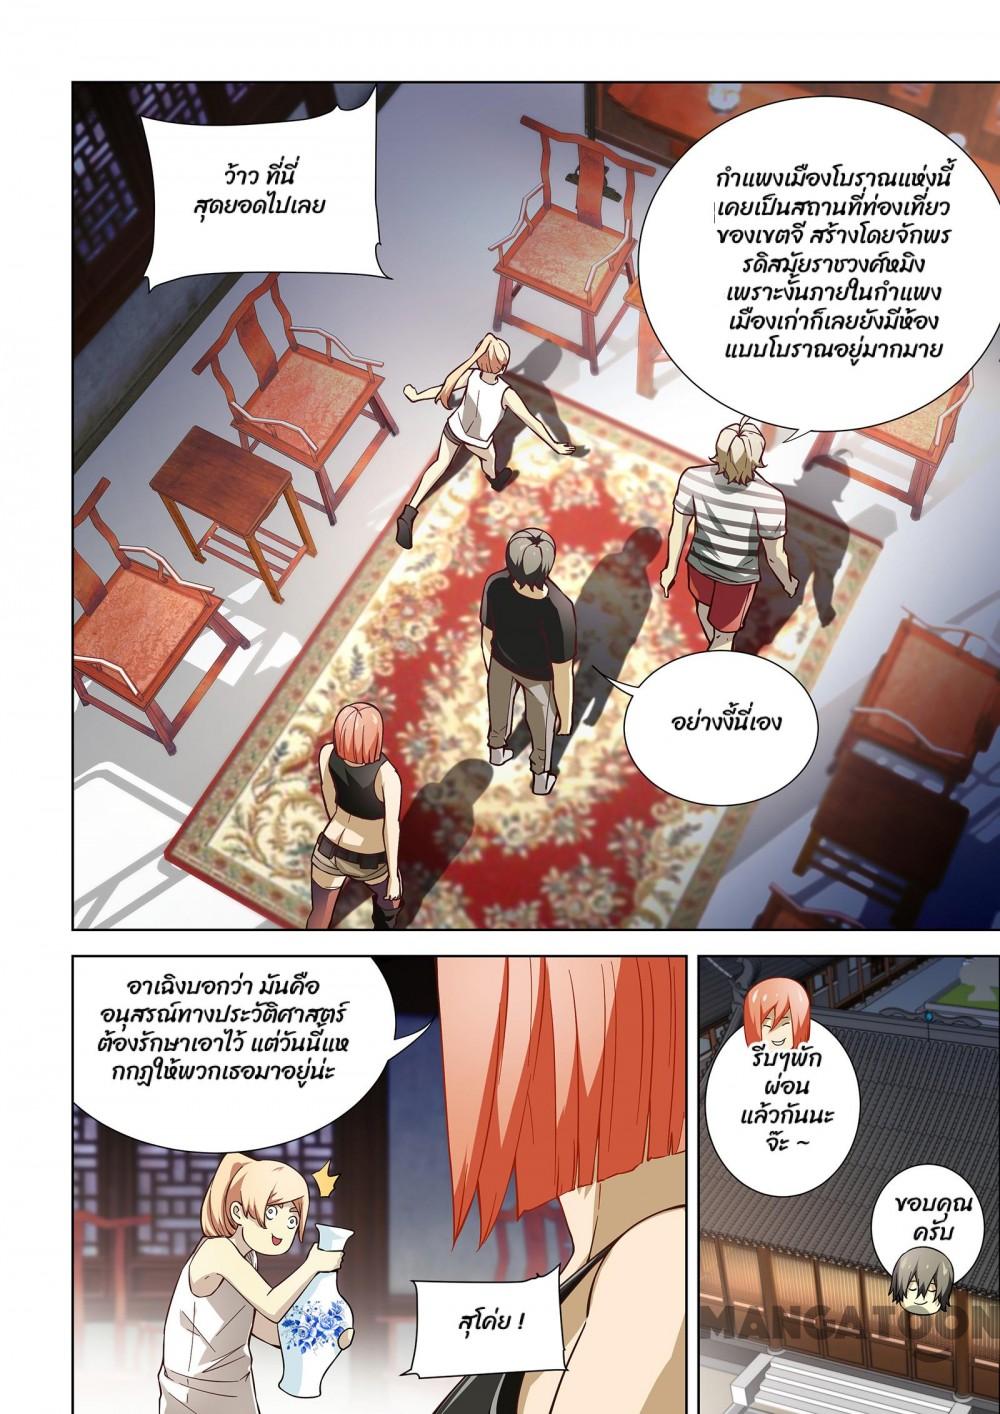 ว้าว ที่นี่
สุดยอดไปเลย
กำแพงเมืองโบราณแห่งนี้
เคยเป็นสถานที่ท่องเที่ยว
ของเขตจี สร้างโดยจักพร
รดิสมัยราชวงศ์หมิง
เพราะงั้นภายในกำแพง
เมืองเก่าก็เลยยังมีห้อง
แบบโบราณอยู่มากมาย
อย่างงี้นี่เอง
อาเฉิงบอกว่า มันคือ
อนุสรณ์ทางประวัติศาสตร์
ต้องรักษาเอาไว้ แต่วันนี้แห
กกฏให้พวกเธอมาอยู่น่ะ
สุโค่ย !
รีบๆพัก
ผ่อน
แล้วกันนะ
จ๊ะ ~
ขอบคุณ
ครับ
MANGATOON